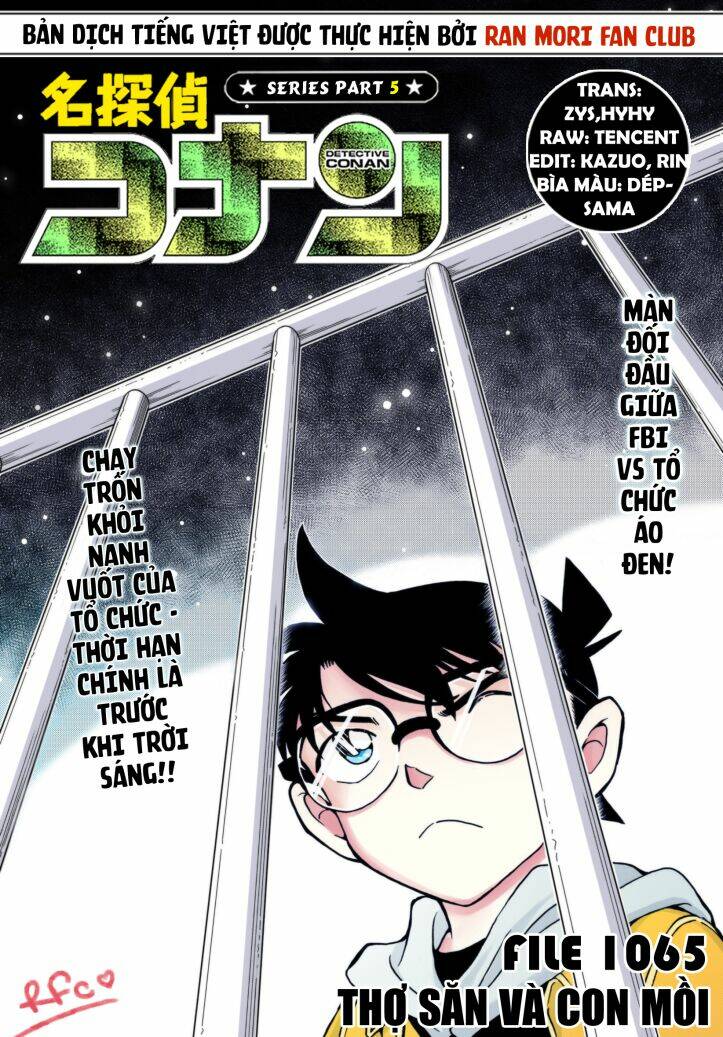 BẢN DỊCH TIẾNG VIỆT ĐƯỢC THỰC HIỆN BỞI RAN MORI FAN CLUB
★ SERIES PART 5 ★
名探偵
コナン
DETECTIVE
CONAN
TRANS:
ZYS,HYHY
RAW: TENCENT
EDIT: KAZUO, RIN
BÌA MÀU: DÉP-
SAMA
MÀN
ĐỐI
ĐẦU
GIỮA
FBI
VS TỔ
CHỨC
ÁO
ĐEN!
CHẠY
TRỐN
KHỎI
NANH
VUỐT CỦA
TỔ CHỨC -
THỜI HẠN
CHÍNH LÀ
TRƯỚC
KHI TRỜI
SÁNG!!
FILE 1065
THỢ SĂN VÀ CON MỒI
RFC♡